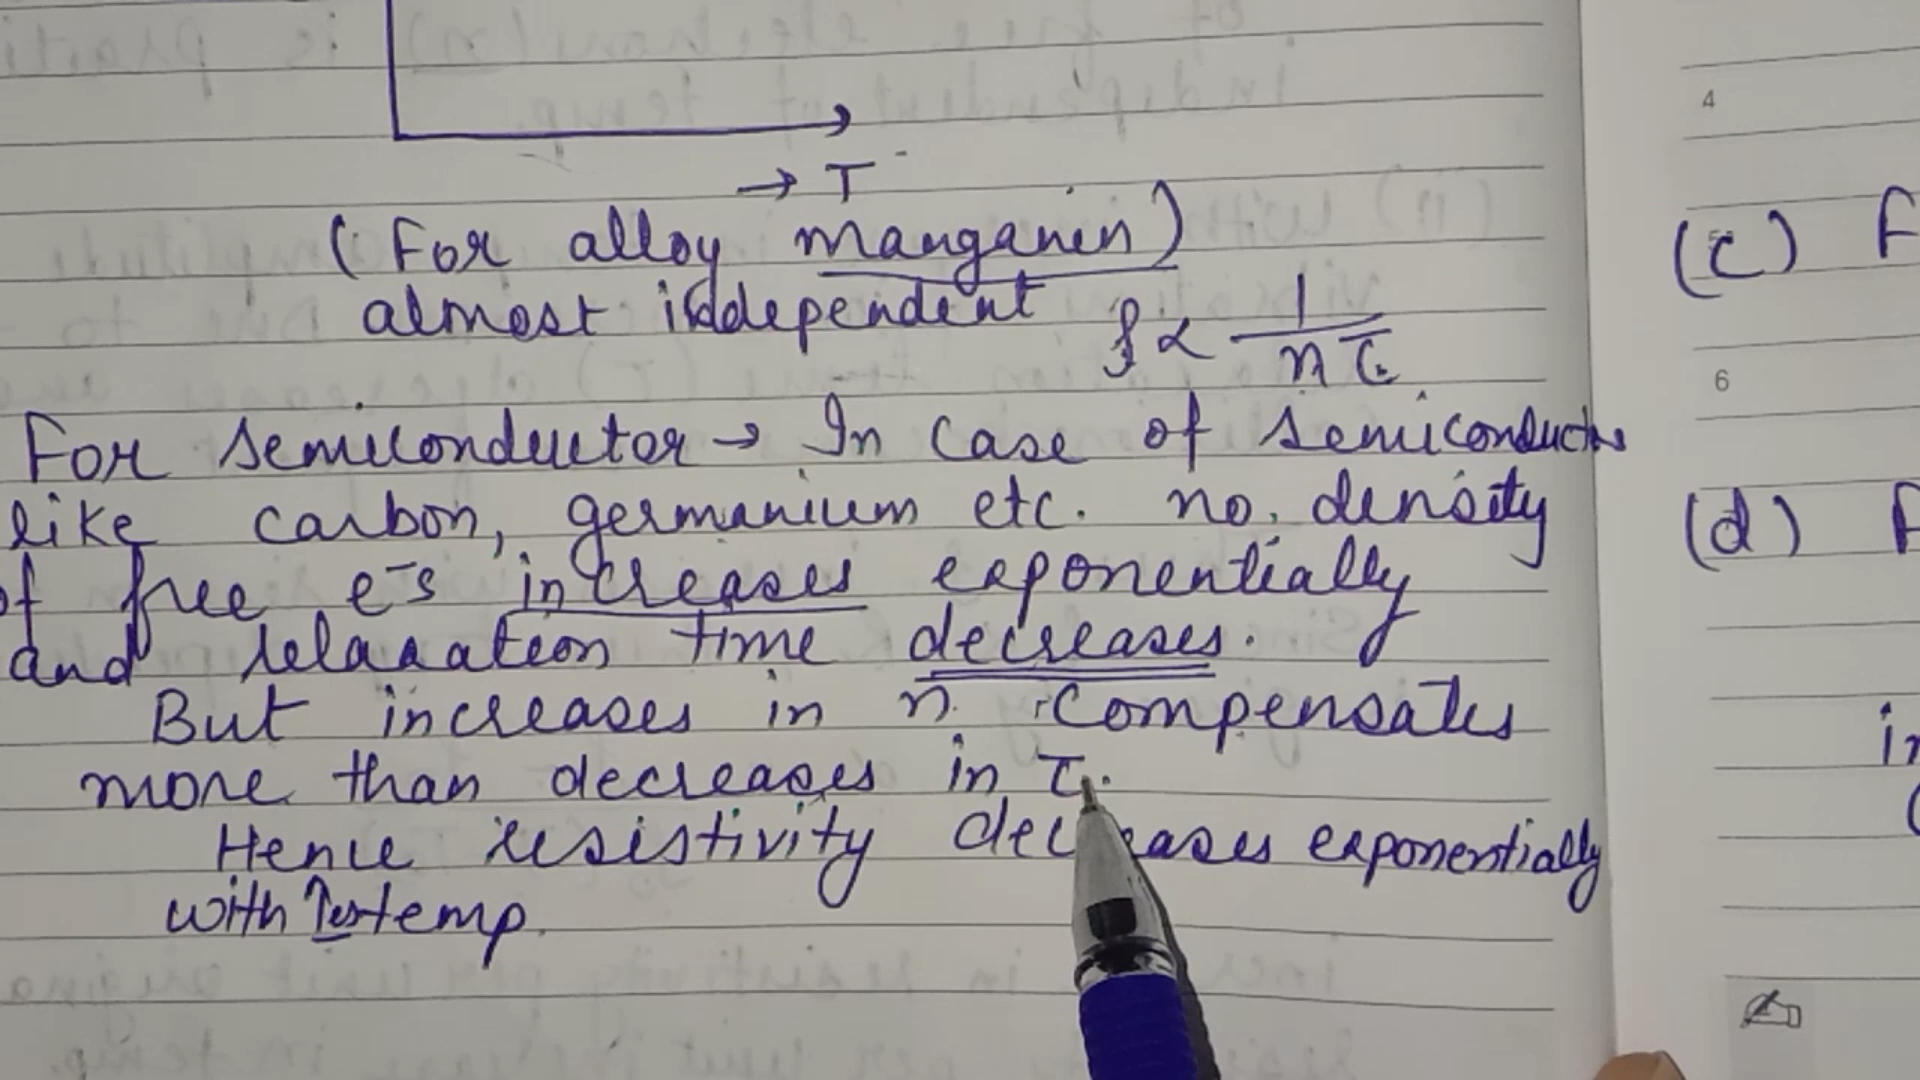 → T
(For alloy manganin)
almost iddependent ρ ∝ 1/nτ
For semiconductor → In case of semiconductors
like carbon, germanium etc. no. density
of free e⁻s increases exponentially
and relaxation time decreases.
But increases in n compensates
more than decreases in τ.
Hence resistivity decreases exponentially
with temp.
4
(c) F
6
(d) F
in